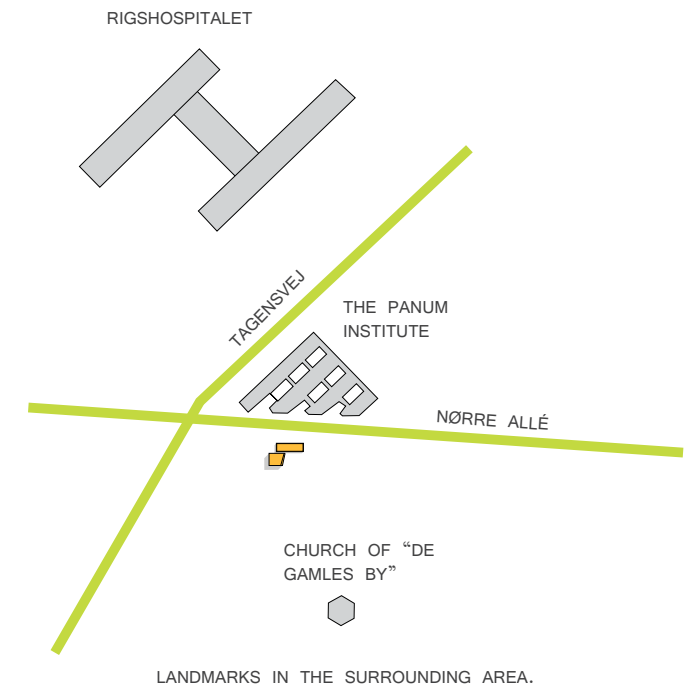 RIGSHOSPITALET
TAGENSVEJ
THE PANUM
INSTITUTE
NØRRE ALLÉ
CHURCH OF “DE
GAMLES BY”
LANDMARKS IN THE SURROUNDING AREA.